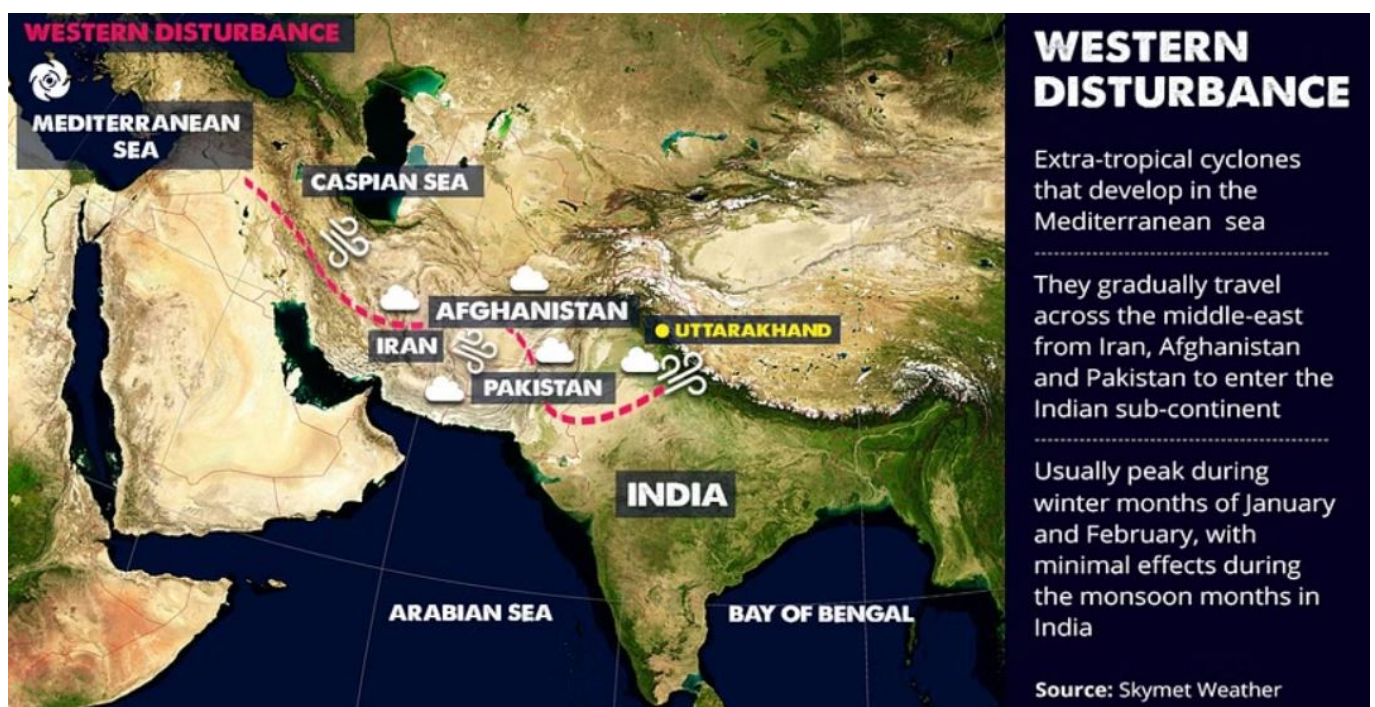 WESTERN DISTURBANCE
MEDITERRANEAN
SEA
CASPIAN SEA
AFGHANISTAN
IRAN
UTTARAKHAND
PAKISTAN
INDIA
ARABIAN SEA
BAY OF BENGAL
WESTERN
DISTURBANCE
Extra-tropical cyclones
that develop in the
Mediterranean sea
They gradually travel
across the middle-east
from Iran, Afghanistan
and Pakistan to enter the
Indian sub-continent
Usually peak during
winter months of January
and February, with
minimal effects during
the monsoon months in
India
Source: Skymet Weather